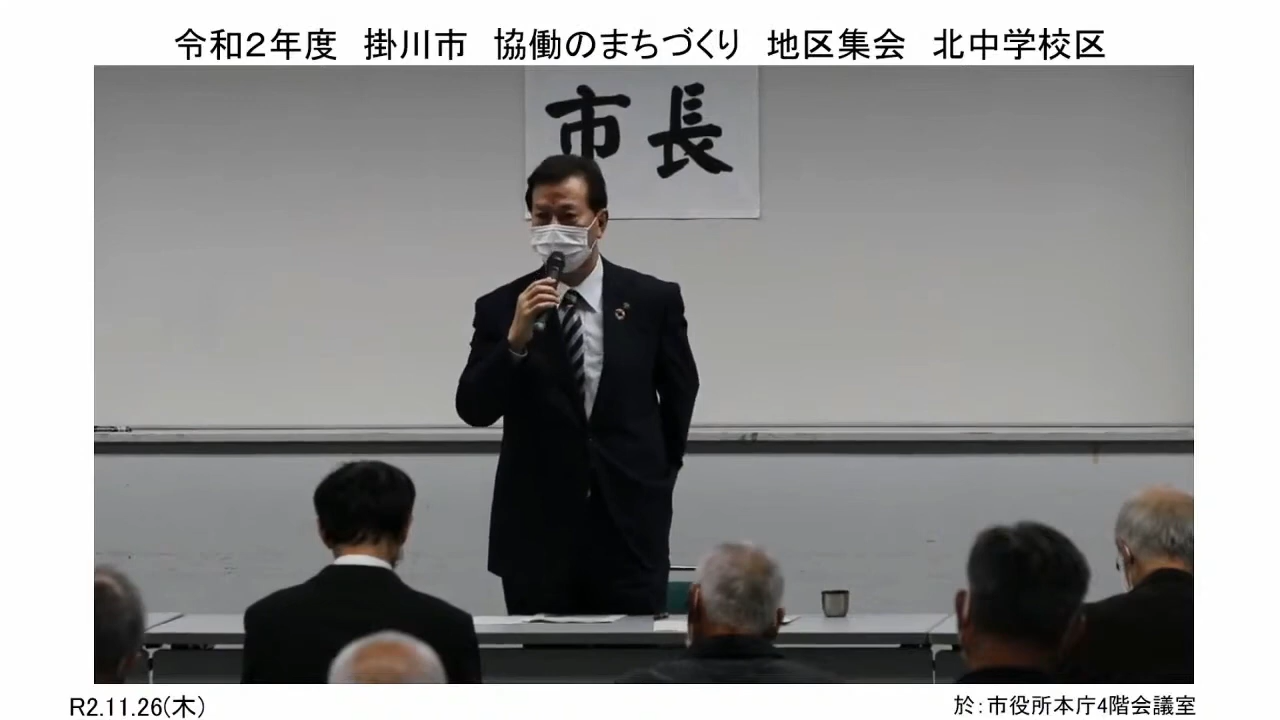 令和２年度　掛川市　協働のまちづくり　地区集会　北中学校区
市長
R2.11.26(木)
於：市役所本庁4階会議室